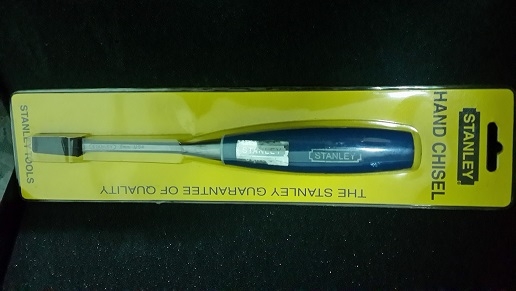 STANLEY
HAND CHISEL
STANLEY
THE STANLEY GUARANTEE OF QUALITY
STANLEY TOOLS